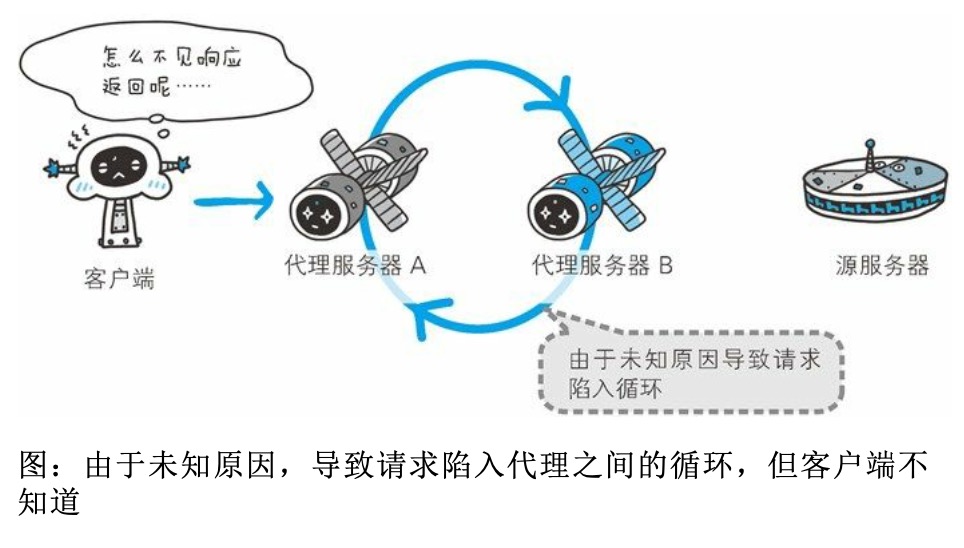 怎么不见响应
返回呢……
客户端
代理服务器 A
代理服务器 B
源服务器
由于未知原因导致请求
陷入循环
图：由于未知原因，导致请求陷入代理之间的循环，但客户端不
知道